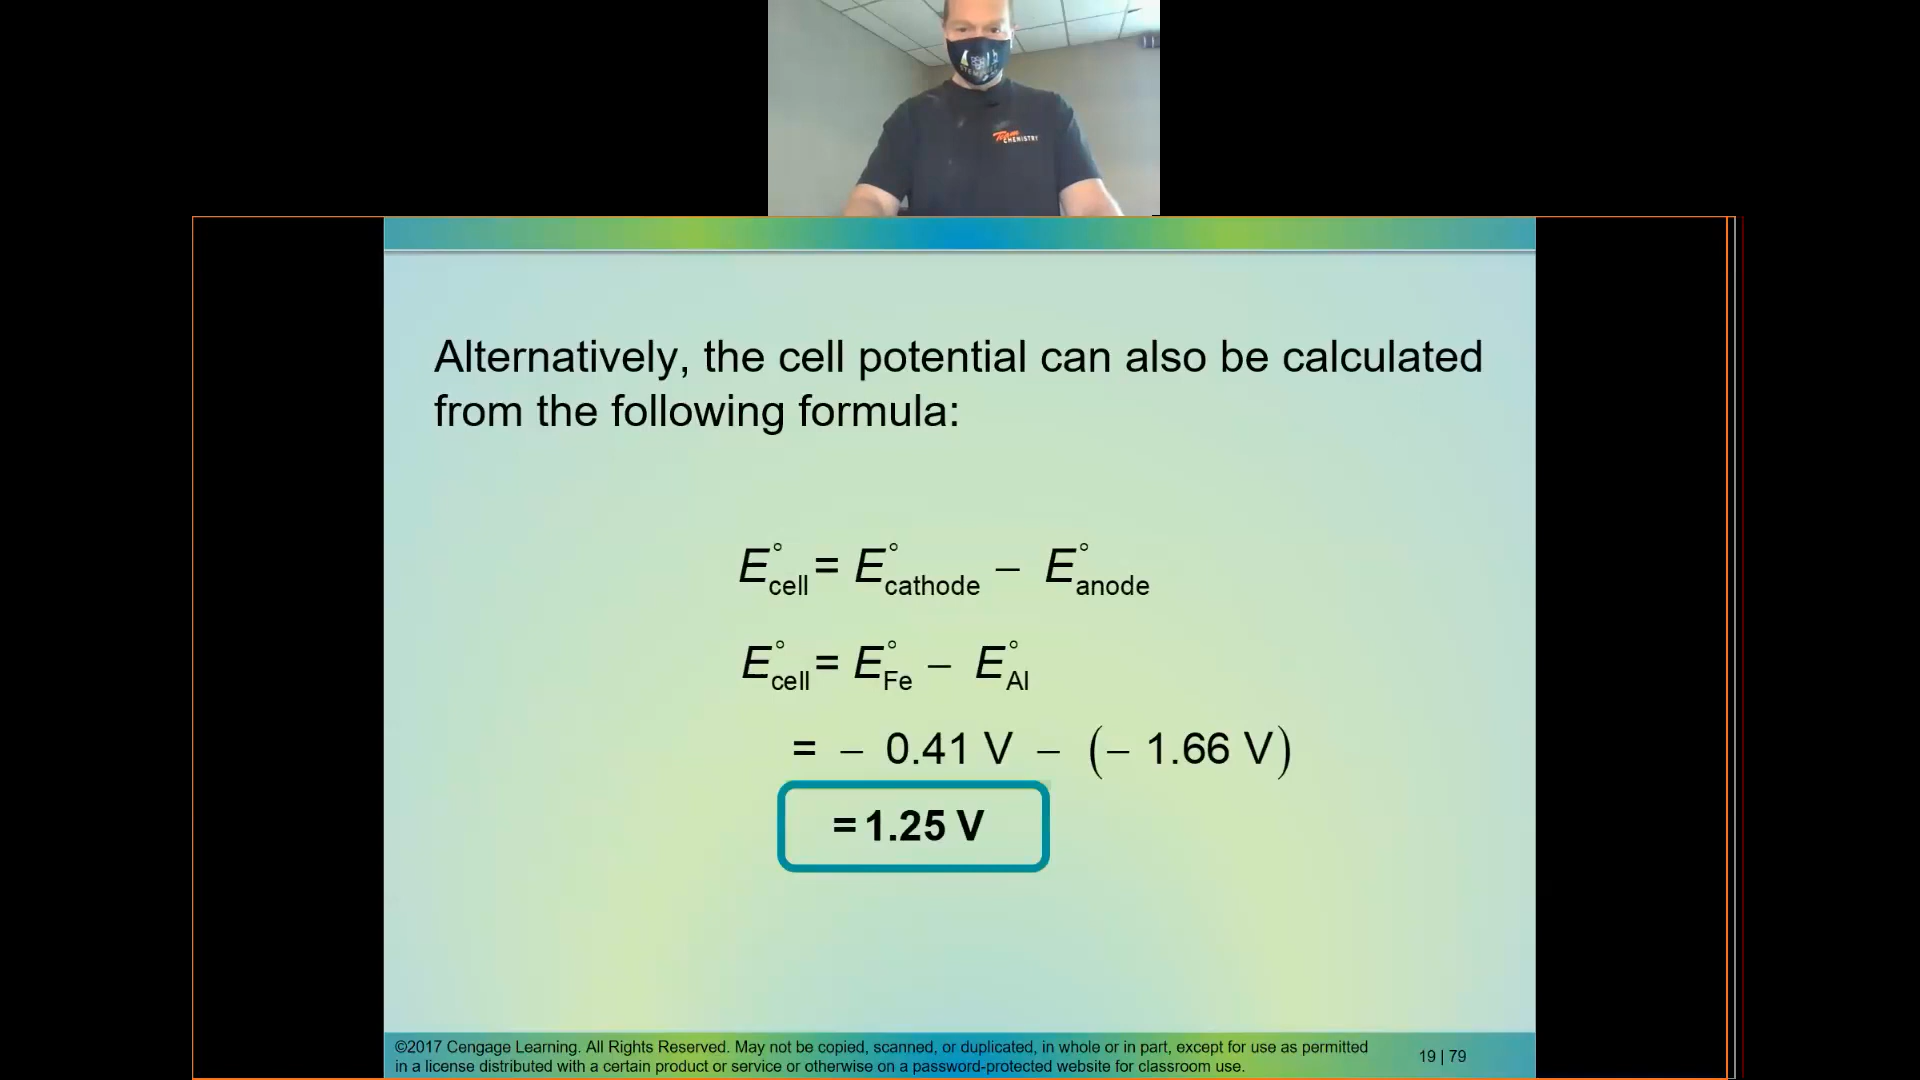 Team
CHEMISTRY
Alternatively, the cell potential can also be calculated
from the following formula:
E°cell = E°cathode – E°anode
E°cell = E°Fe – E°Al
= – 0.41 V – (– 1.66 V)
= 1.25 V
©2017 Cengage Learning. All Rights Reserved. May not be copied, scanned, or duplicated, in whole or in part, except for use as permitted
in a license distributed with a certain product or service or otherwise on a password-protected website for classroom use.
19 | 79